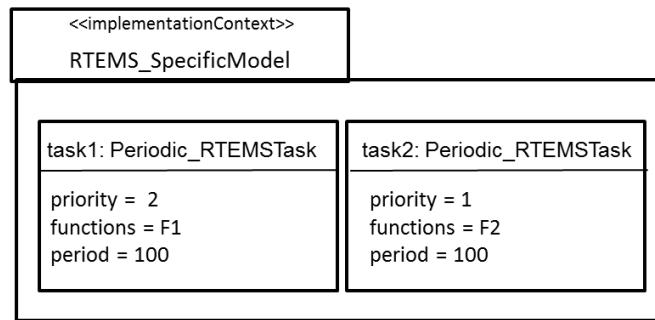 <<implementationContext>>
RTEMS_SpecificModel
task1: Periodic_RTEMSTask
priority = 2
functions = F1
period = 100
task2: Periodic_RTEMSTask
priority = 1
functions = F2
period = 100